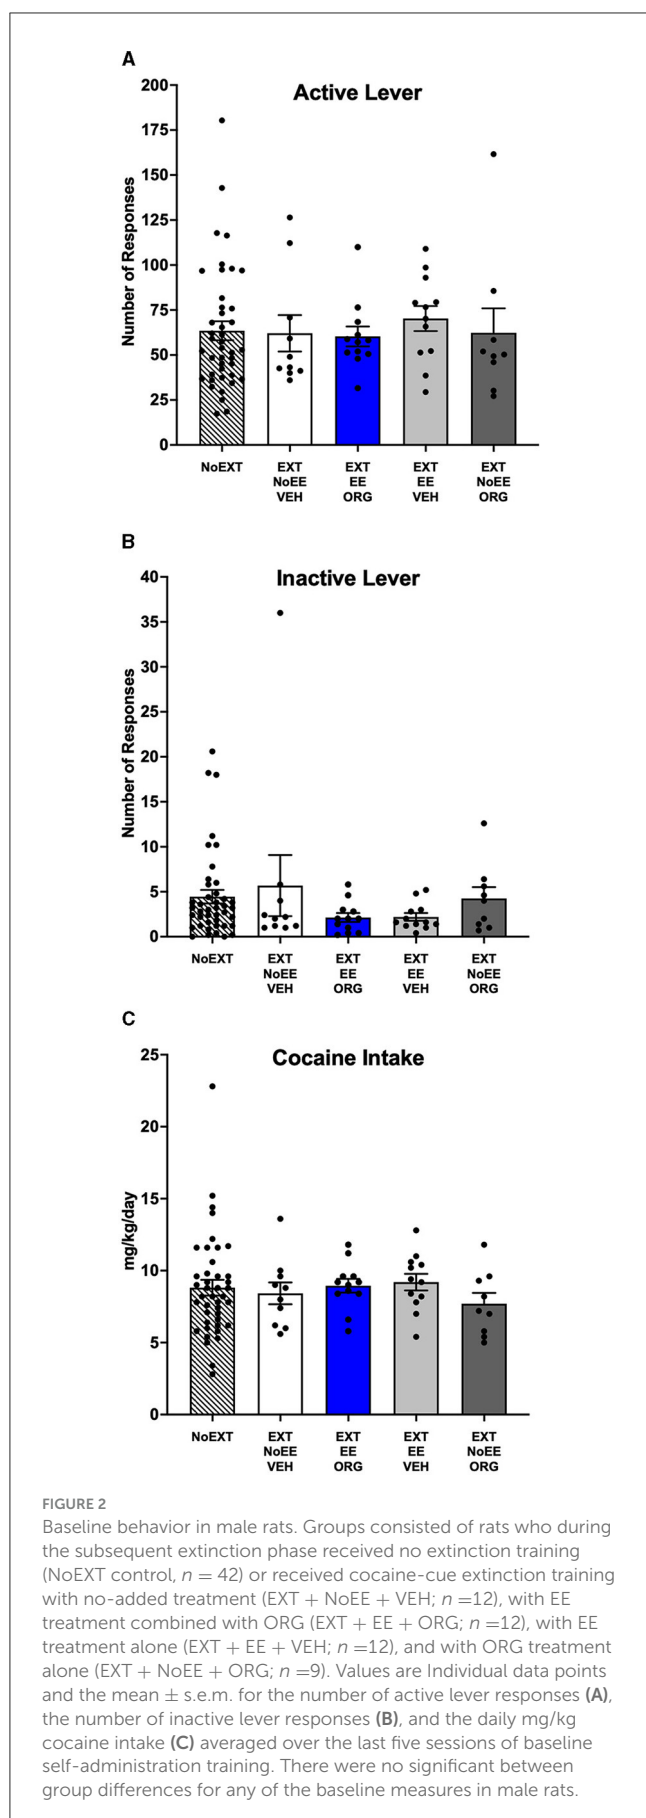 A
Active Lever
200
175
150
125
100
75
50
25
0
Number of Responses
NoEXT
EXT
NoEE
VEH
EXT
EE
ORG
EXT
EE
VEH
EXT
NoEE
ORG
B
Inactive Lever
40
35
30
25
20
15
10
5
0
Number of Responses
NoEXT
EXT
NoEE
VEH
EXT
EE
ORG
EXT
EE
VEH
EXT
NoEE
ORG
C
Cocaine Intake
25
20
15
10
5
0
mg/kg/day
NoEXT
EXT
NoEE
VEH
EXT
EE
ORG
EXT
EE
VEH
EXT
NoEE
ORG
FIGURE 2
Baseline behavior in male rats. Groups consisted of rats who during
the subsequent extinction phase received no extinction training
(NoEXT control, n = 42) or received cocaine-cue extinction training
with no-added treatment (EXT + NoEE + VEH; n =12), with EE
treatment combined with ORG (EXT + EE + ORG; n =12), with EE
treatment alone (EXT + EE + VEH; n =12), and with ORG treatment
alone (EXT + NoEE + ORG; n =9). Values are Individual data points
and the mean ± s.e.m. for the number of active lever responses (A),
the number of inactive lever responses (B), and the daily mg/kg
cocaine intake (C) averaged over the last five sessions of baseline
self-administration training. There were no significant between
group differences for any of the baseline measures in male rats.